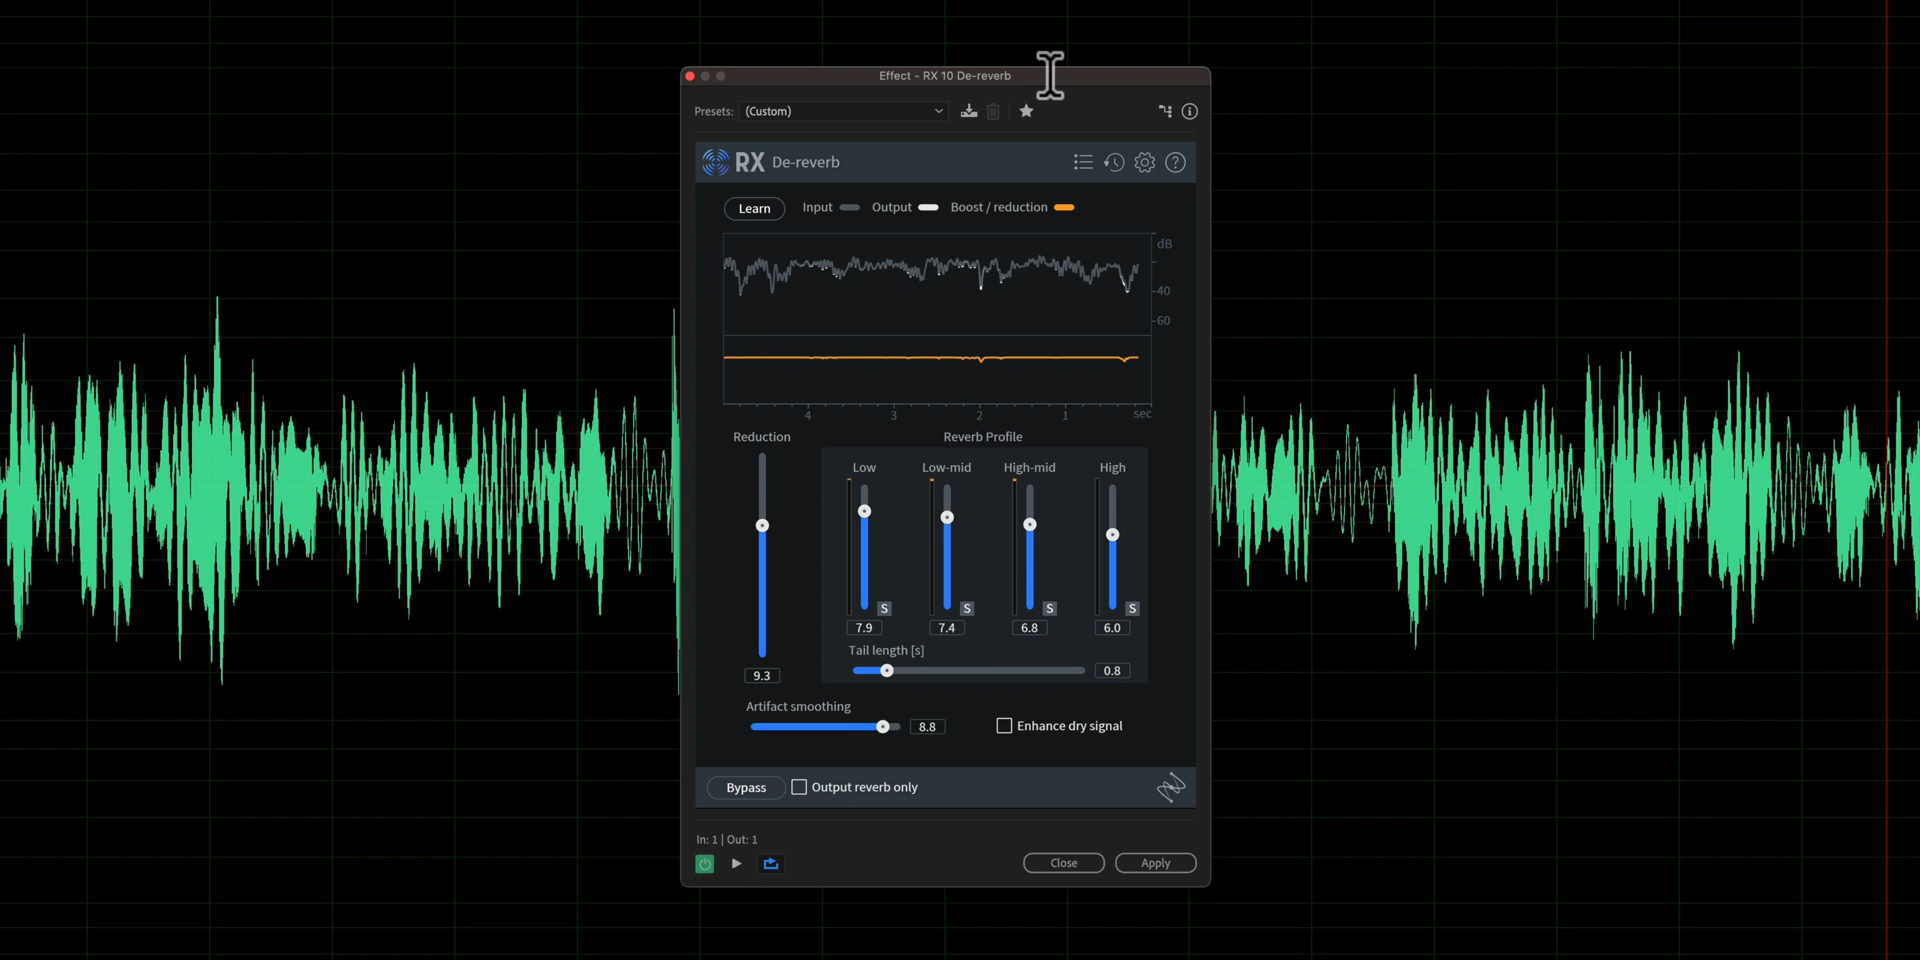 Effect - RX 10 De-reverb
Presets: (Custom)
RX De-reverb
Learn Input Output Boost / reduction
dB
-40
-60
4 3 2 1 sec
Reduction Reverb Profile
Low Low-mid High-mid High
S S S S
7.9 7.4 6.8 6.0
Tail length [s]
0.8
9.3
Artifact smoothing
8.8 Enhance dry signal
Bypass Output reverb only
In: 1 | Out: 1
Close Apply